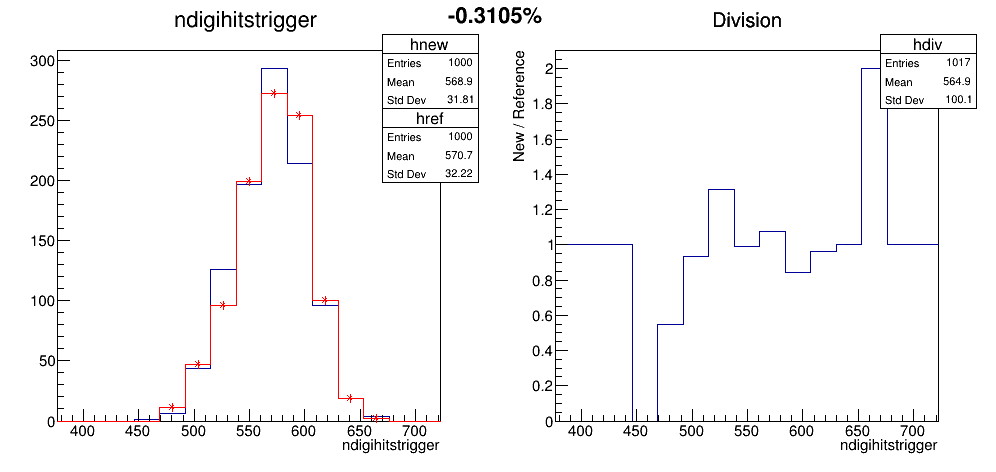 ndigihitstrigger
-0.3105%
Division
hnew
Entries 1000
Mean 568.9
Std Dev 31.81
href
Entries 1000
Mean 570.7
Std Dev 32.22
300
250
200
150
100
50
0
400 450 500 550 600 650 700
ndigihitstrigger
hdiv
Entries 1017
Mean 564.9
Std Dev 100.1
New / Reference
2
1.8
1.6
1.4
1.2
1
0.8
0.6
0.4
0.2
0
400 450 500 550 600 650 700
ndigihitstrigger